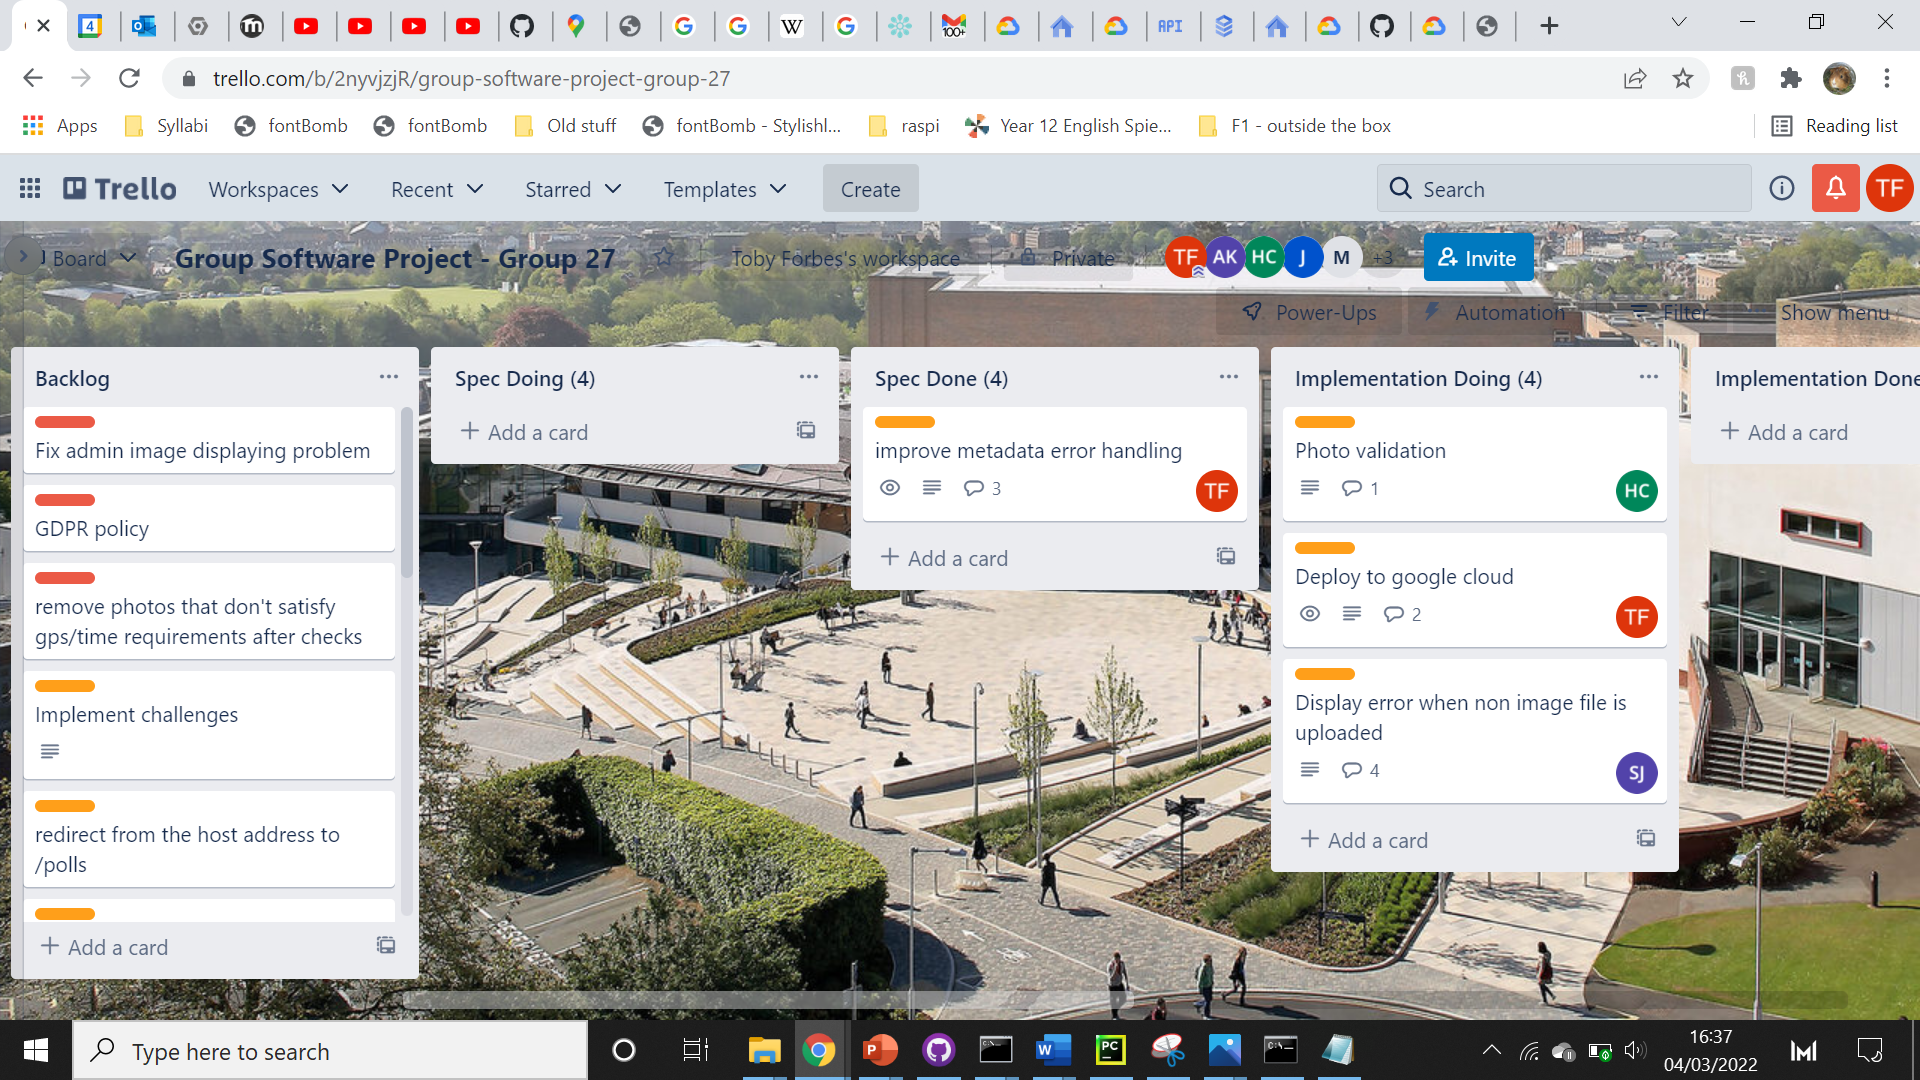 4
100+
API
trello.com/b/2nyvjzjR/group-software-project-group-27
Apps
Syllabi
fontBomb
fontBomb
Old stuff
fontBomb - Stylishl...
raspi
Year 12 English Spie...
F1 - outside the box
Reading list
Trello
Workspaces
Recent
Starred
Templates
Create
Search
TF
Board
Group Software Project - Group 27
Toby Forbes's workspace
Private
TF
AK
HC
J
M
+3
Invite
Power-Ups
Automation
Filter
Show menu
Backlog
Fix admin image displaying problem
GDPR policy
remove photos that don't satisfy
gps/time requirements after checks
Implement challenges
redirect from the host address to
/polls
+ Add a card
Spec Doing (4)
+ Add a card
Spec Done (4)
improve metadata error handling
3
TF
+ Add a card
Implementation Doing (4)
Photo validation
1
HC
Deploy to google cloud
2
TF
Display error when non image file is
uploaded
4
SJ
+ Add a card
Implementation Done
+ Add a card
Type here to search
16:37
04/03/2022